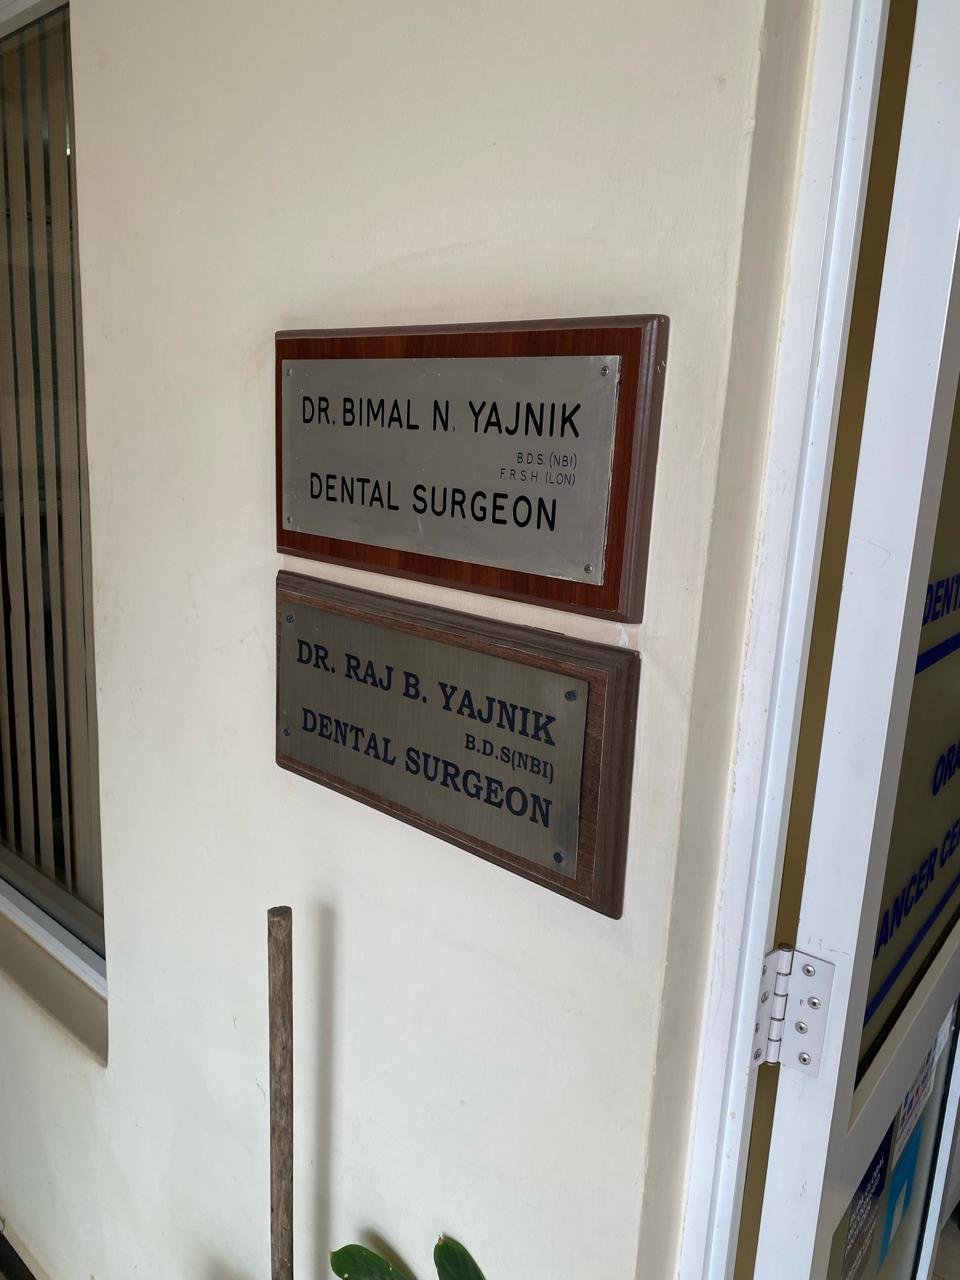 DR. BIMAL N. YAJNIK
B.D.S. (NBI)
F.R.S.H (LON)
DENTAL SURGEON
DR. RAJ B. YAJNIK
B.D.S(NBI)
DENTAL SURGEON